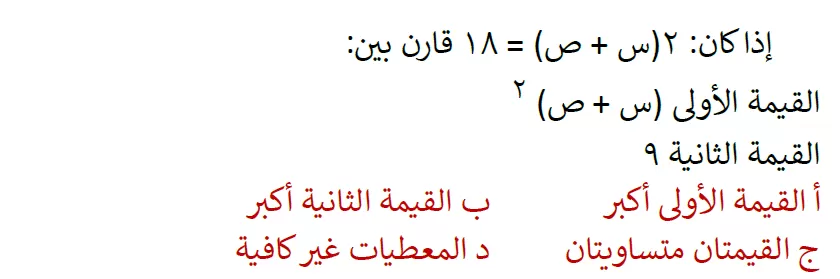 إذا كان: ٢(س + ص) = ١٨ قارن بين:
القيمة الأولى (س + ص) ٢
القيمة الثانية ٩
أ القيمة الأولى أكبر ب القيمة الثانية أكبر
ج القيمتان متساويتان د المعطيات غير كافية